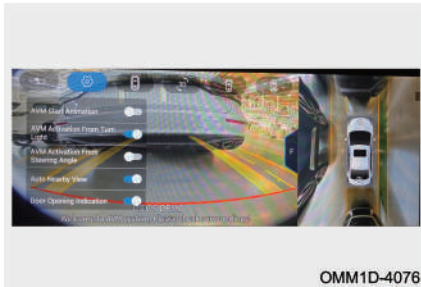 AVM Start Animation
AVM Activation From Turn
Light
AVM Activation From
Steering Angle
Auto Nearby View
Door Opening Indication
F
OMM1D-4076